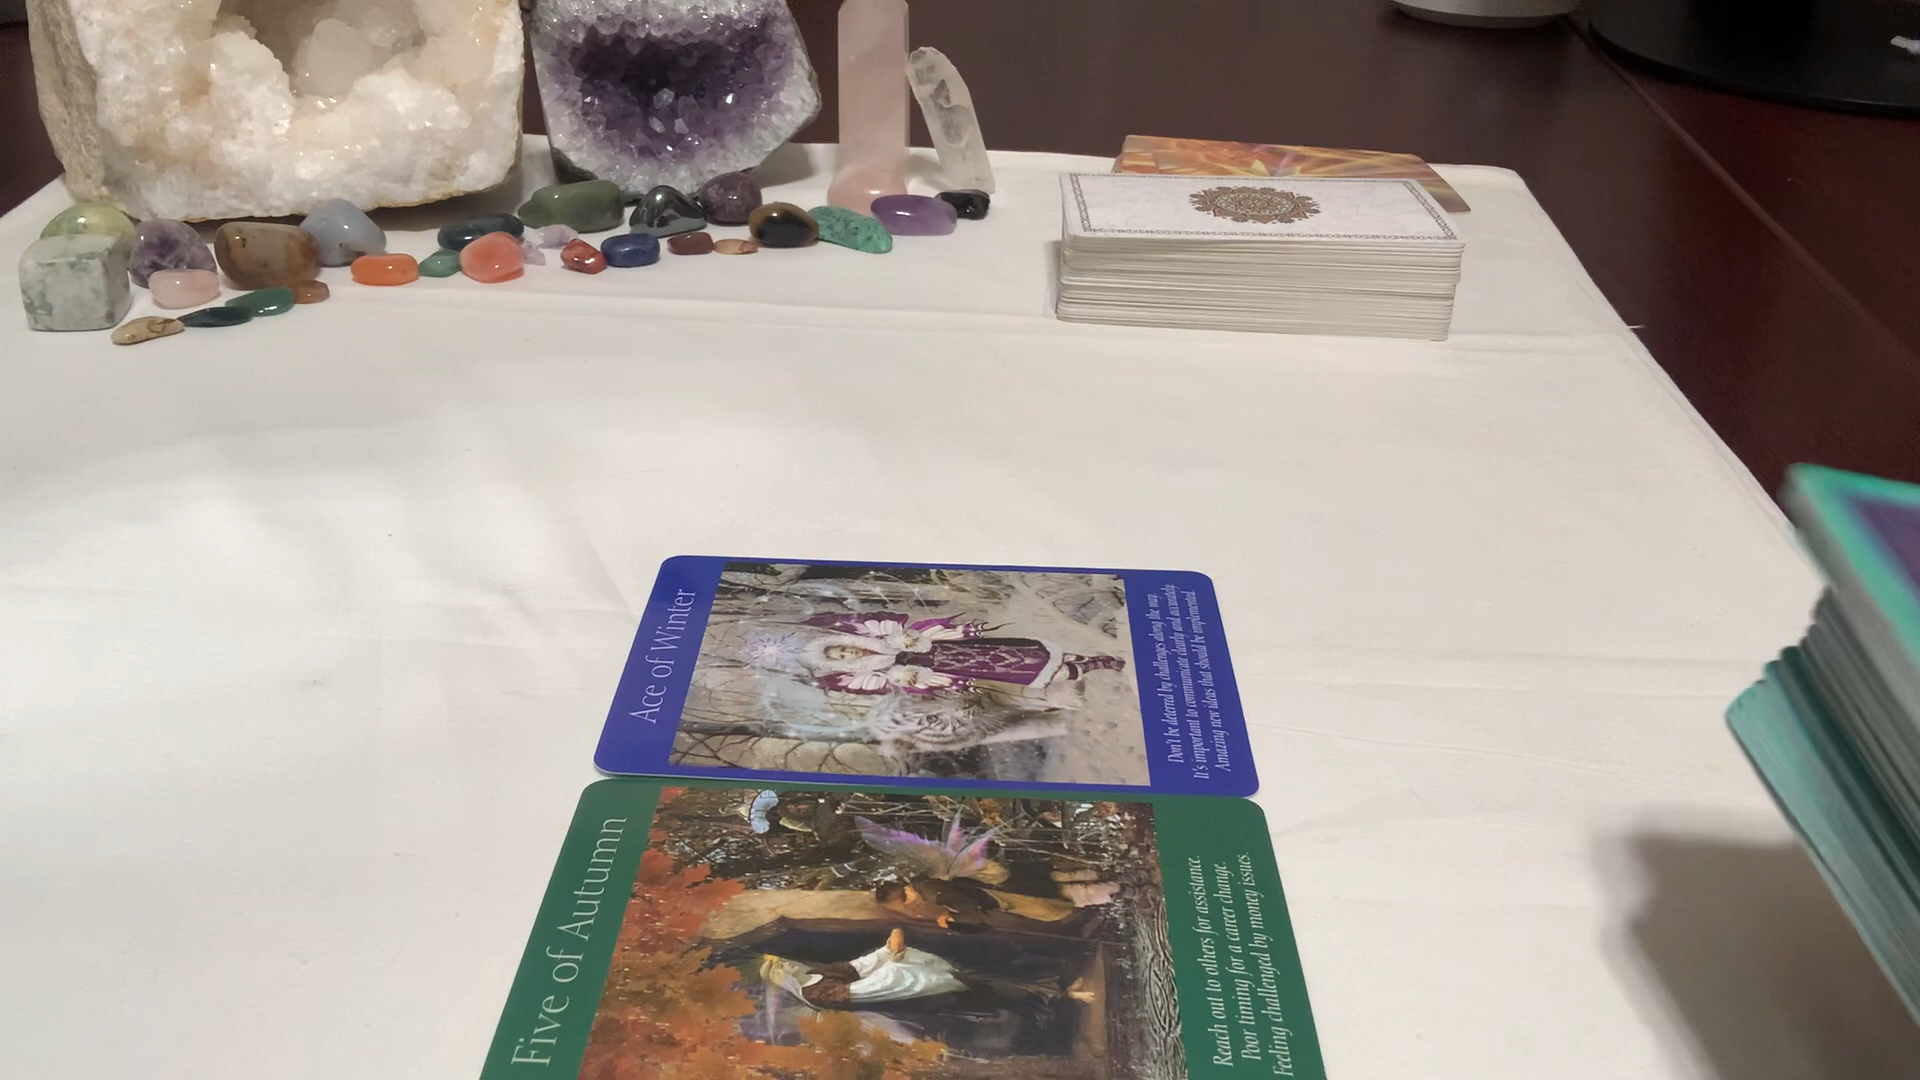 Ace of Winter
Don't be deterred by challenges along the way.
It's important to communicate clearly and accurately.
Amazing new ideas that should be implemented.
Five of Autumn
Reach out to others for assistance.
Poor timing for a career change.
Feeling challenged by money issues.